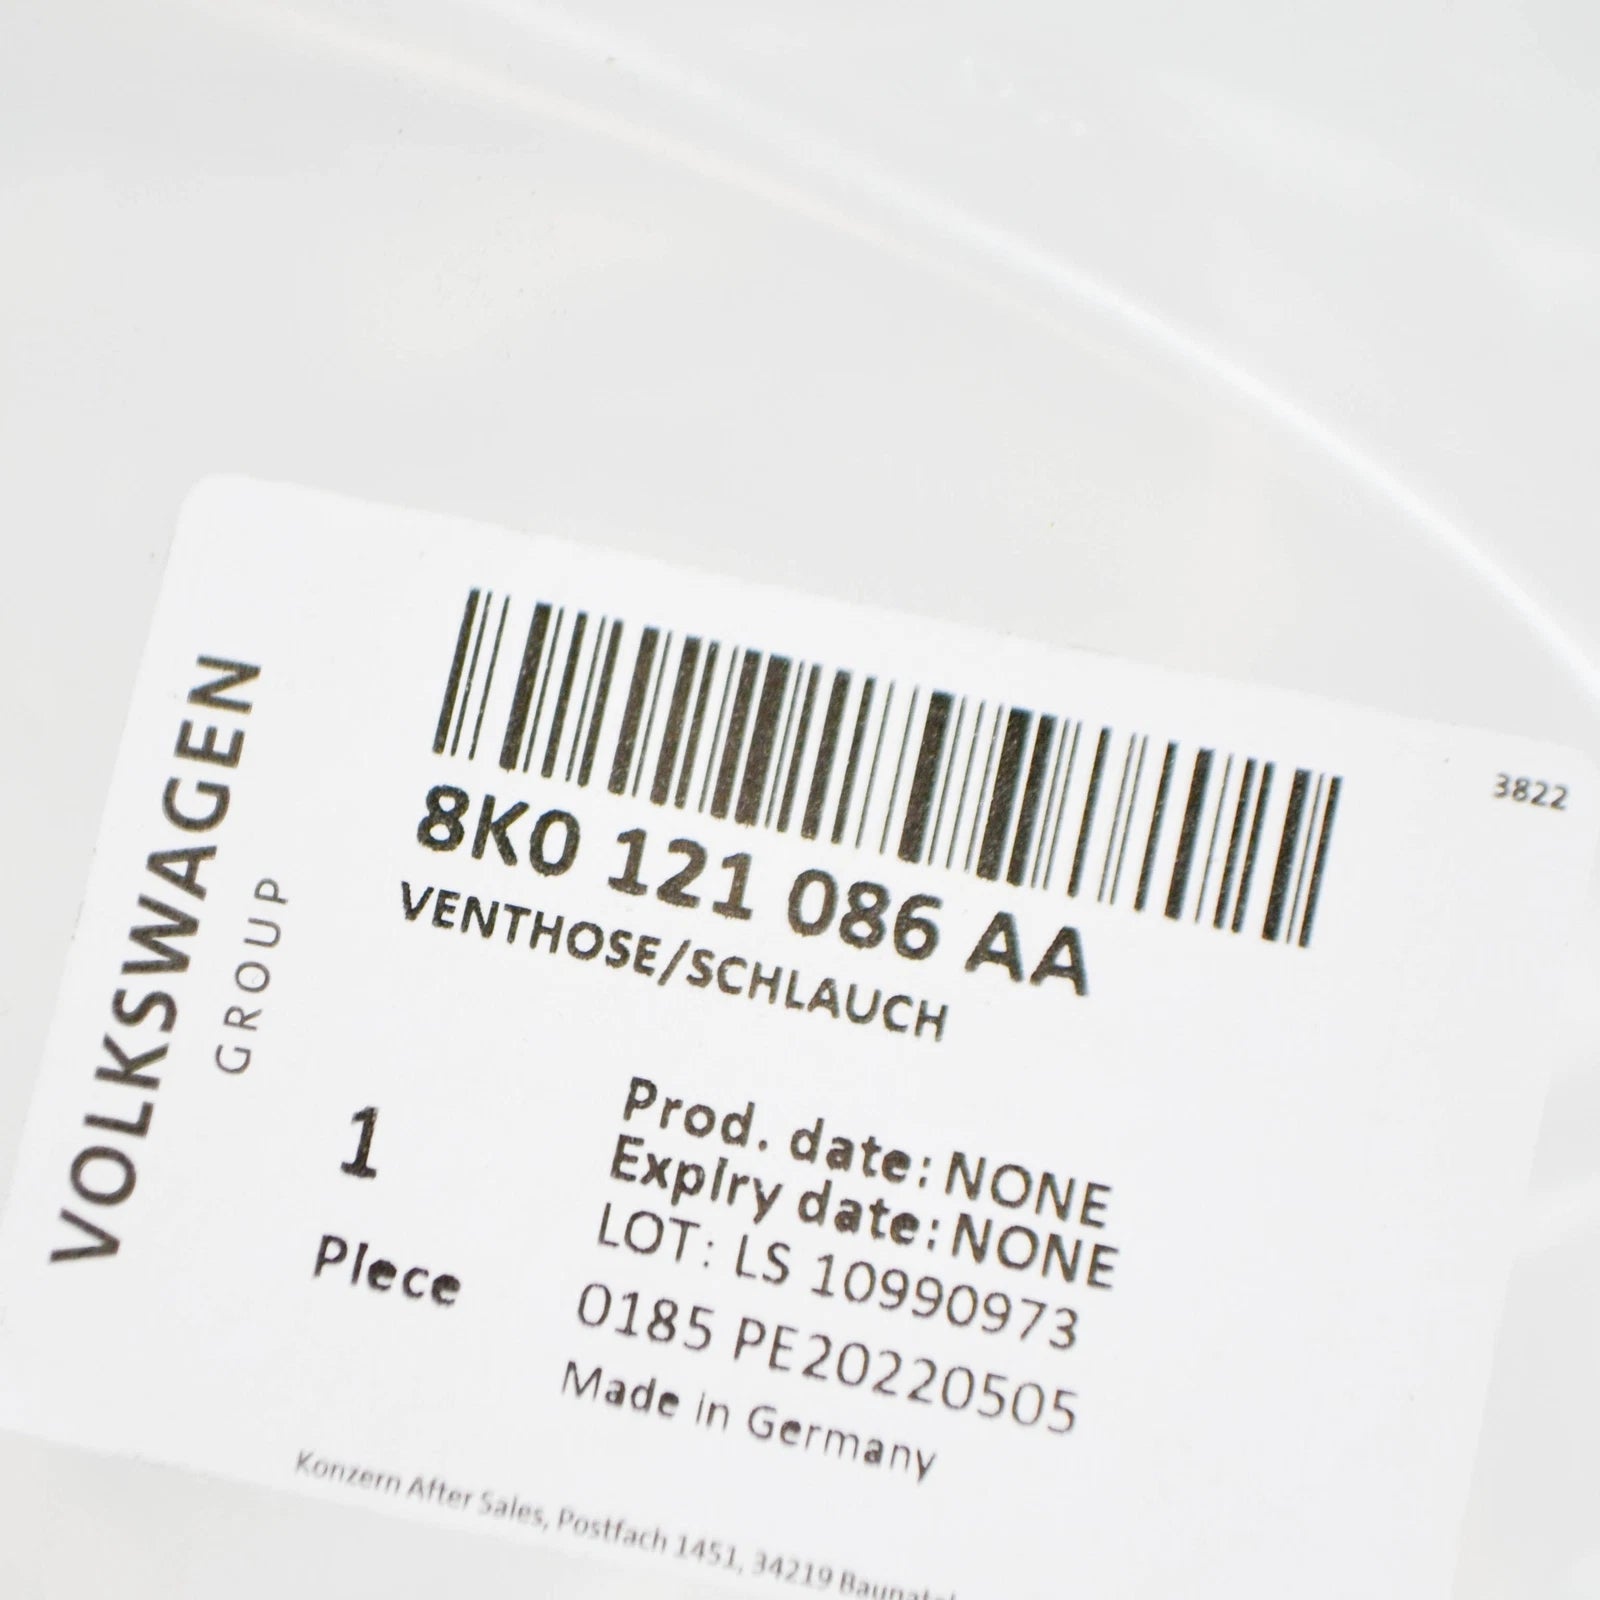 VOLKSWAGEN
GROUP
3822
8K0 121 086 AA
VENTHOSE/SCHLAUCH
1
Piece
Prod. date: NONE
Expiry date: NONE
LOT: LS 10990973
0185 PE20220505
Made in Germany
Konzern After Sales, Postfach 1451, 34219